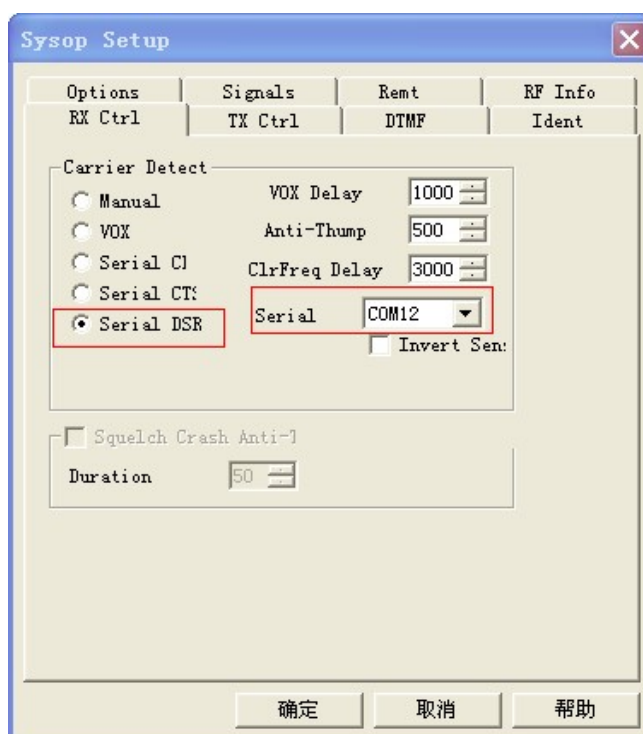 Sysop Setup
Options Signals Remt RF Info
RX Ctrl TX Ctrl DTMF Ident
Carrier Detect
Manual
VOX
Serial CI
Serial CTS
Serial DSR
VOX Delay 1000
Anti-Thump 500
ClrFreq Delay 3000
Serial COM12
Invert Sen:
Squelch Crash Anti-T
Duration 50
确定 取消 帮助